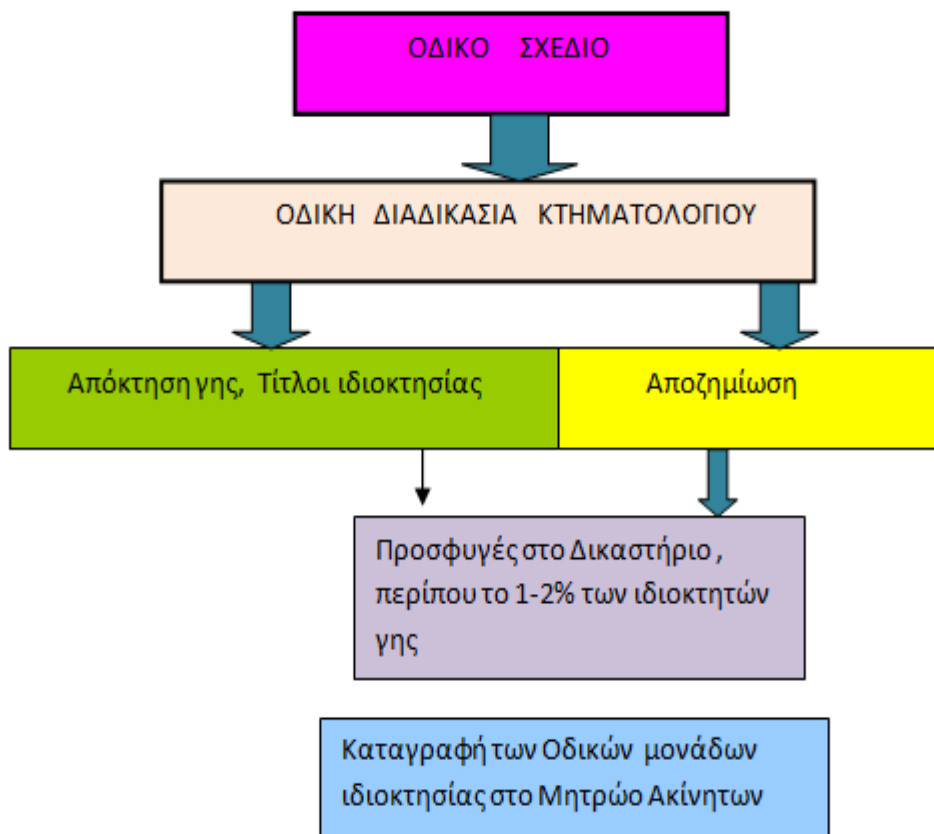 ΟΔΙΚΟ ΣΧΕΔΙΟ
ΟΔΙΚΗ ΔΙΑΔΙΚΑΣΙΑ ΚΤΗΜΑΤΟΛΟΓΙΟΥ
Απόκτηση γης, Τίτλοι ιδιοκτησίας
Αποζημίωση
Προσφυγές στο Δικαστήριο ,
περίπου το 1-2% των ιδιοκτητών
γης
Καταγραφή των Οδικών μονάδων
ιδιοκτησίας στο Μητρώο Ακίνητων